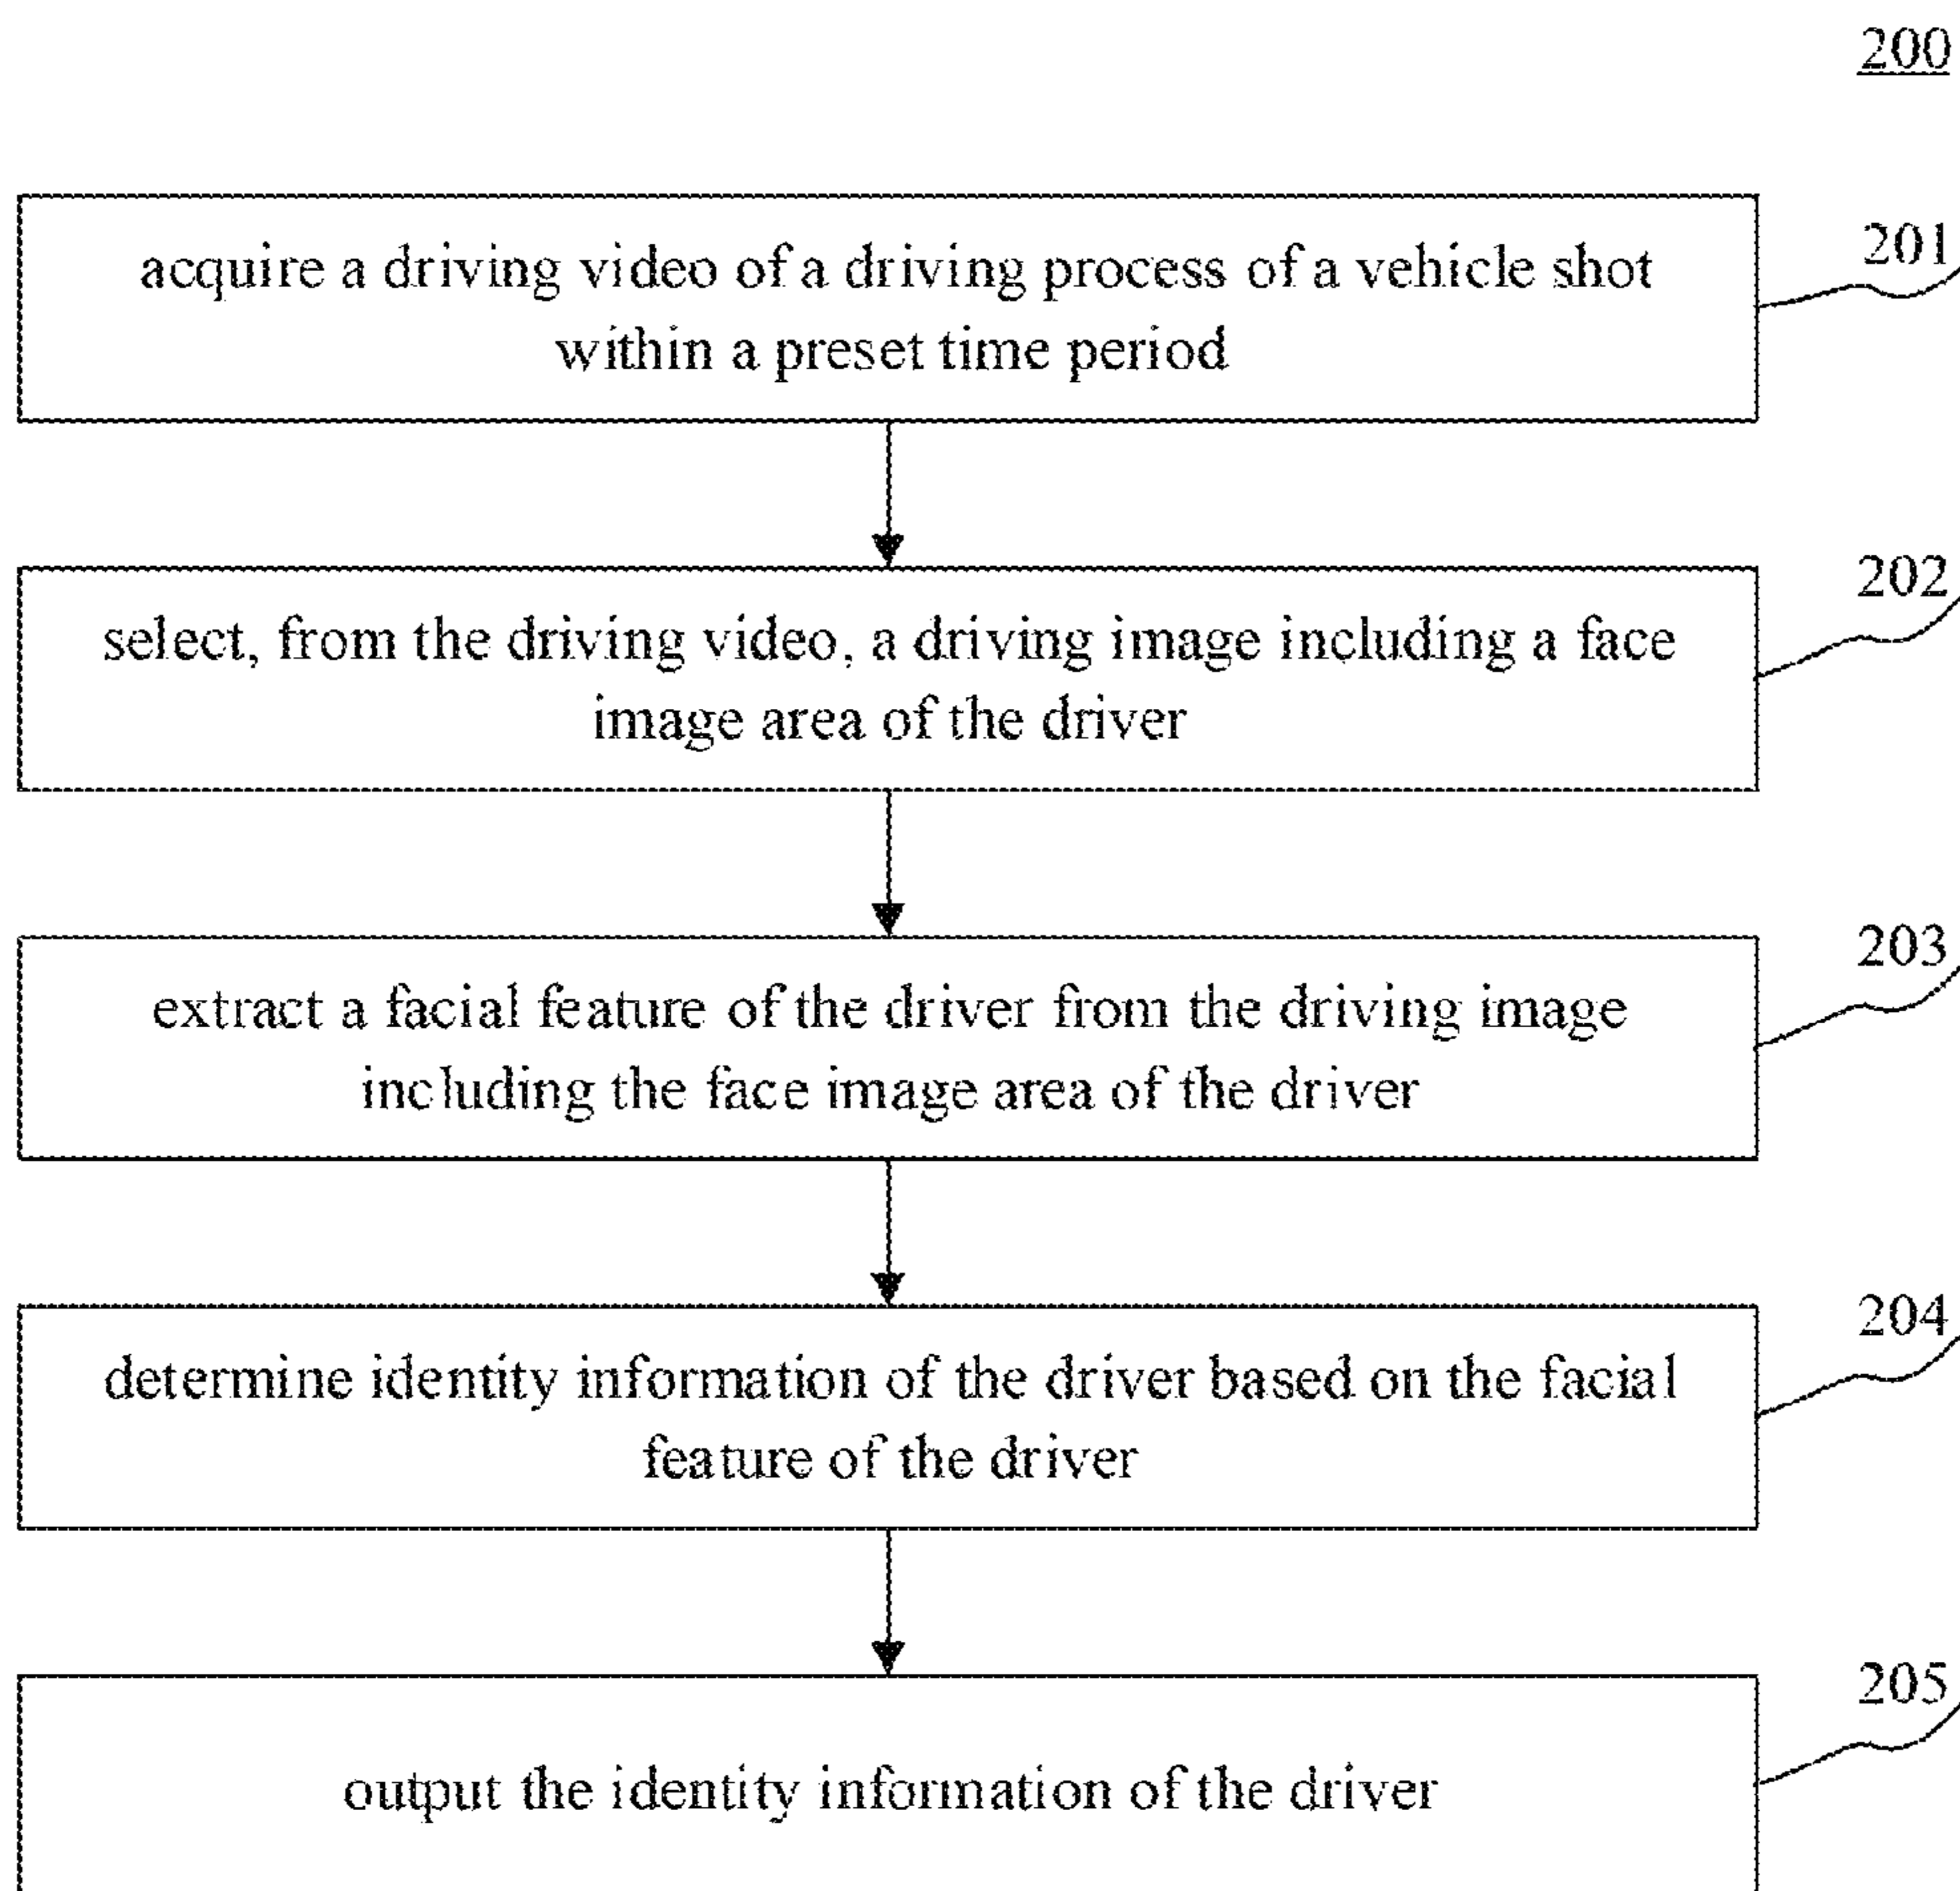 200
201
acquire a driving video of a driving process of a vehicle shot
within a preset time period
202
select, from the driving video, a driving image including a face
image area of the driver
203
extract a facial feature of the driver from the driving image
including the face image area of the driver
204
determine identity information of the driver based on the facial
feature of the driver
205
output the identity information of the driver